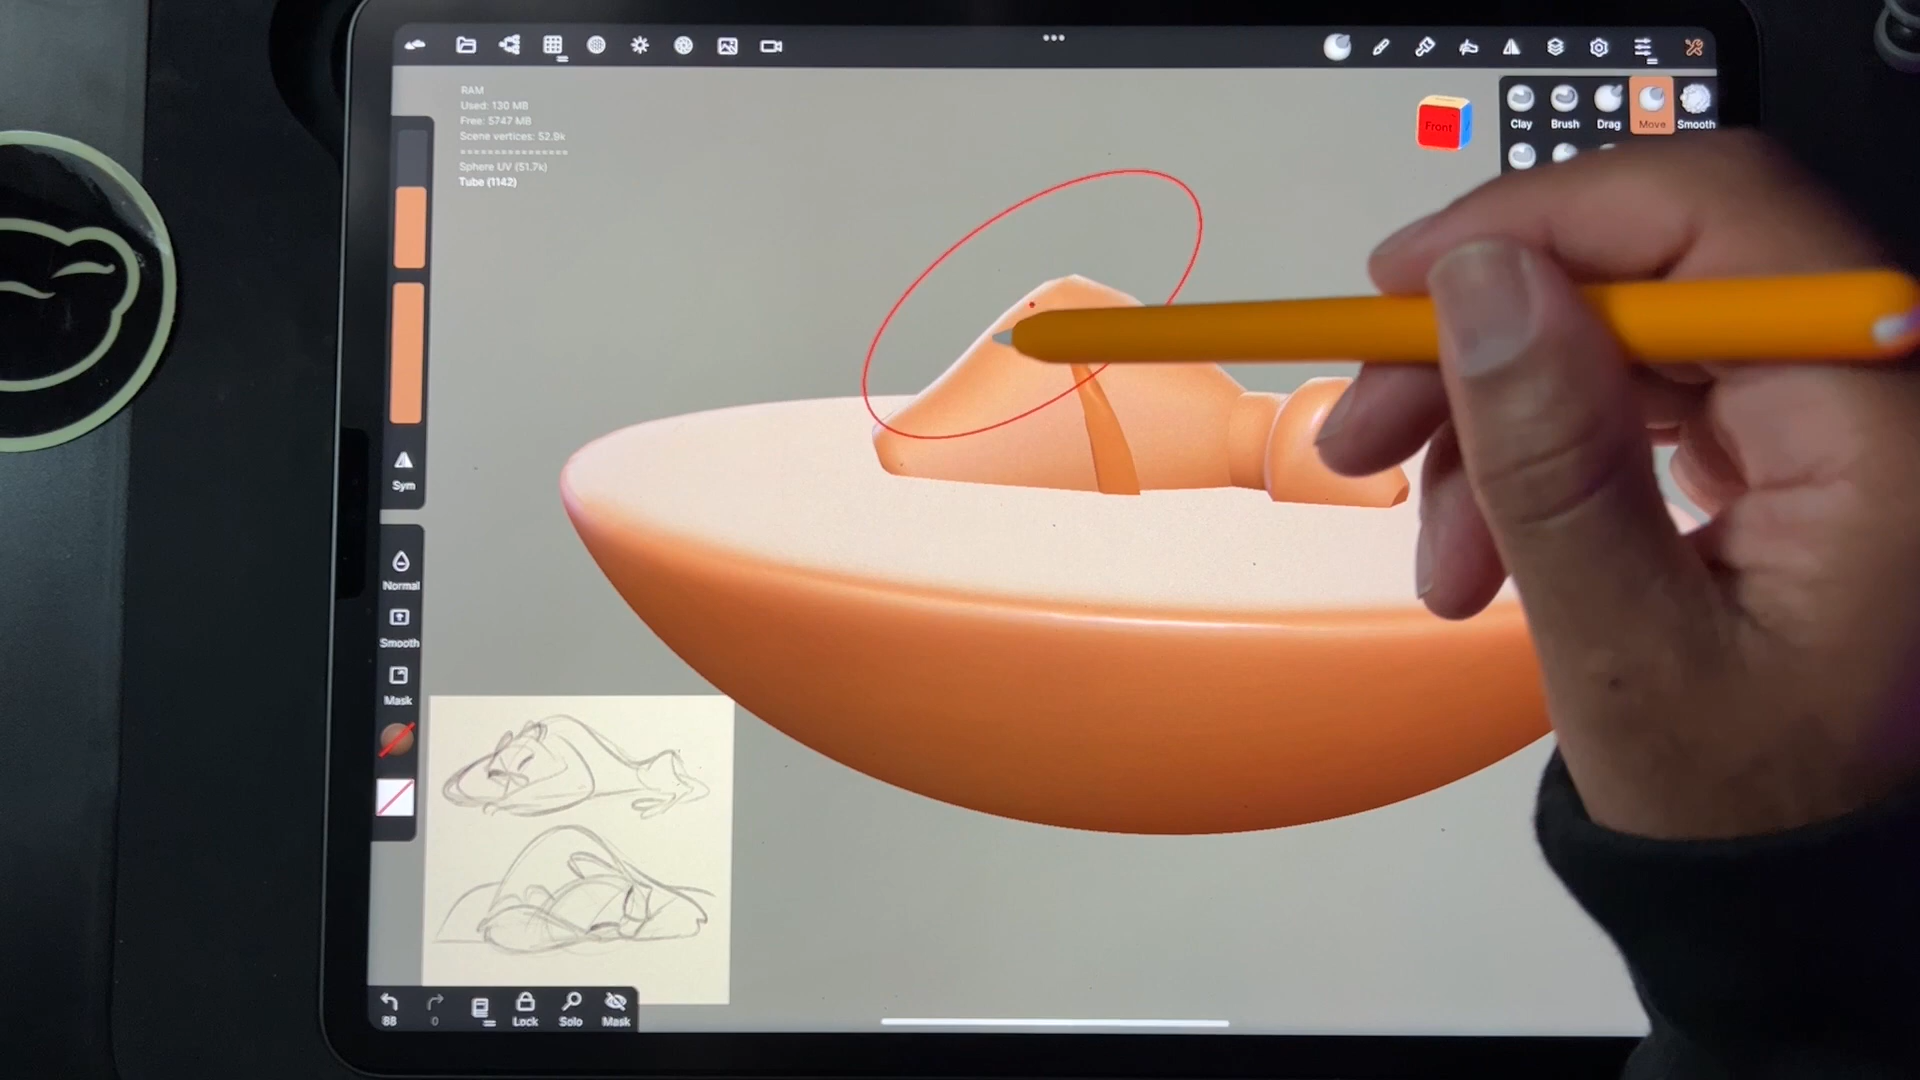 RAM
Used: 130 MB
Free: 5747 MB
Scene vertices: 52.9k
================
Sphere UV (51.7k)
Tube (1142)
Front
Clay Brush Drag Move Smooth
Sym
Normal
Smooth
Mask
88 0 Lock Solo Mask